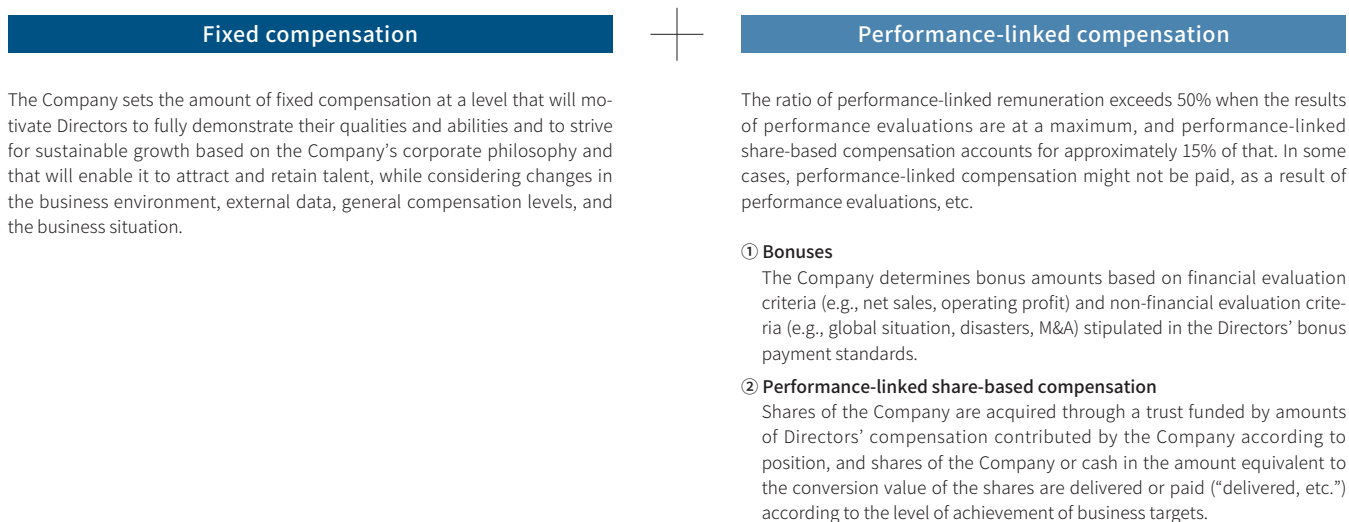 Fixed compensation
The Company sets the amount of fixed compensation at a level that will mo-
tivate Directors to fully demonstrate their qualities and abilities and to strive
for sustainable growth based on the Company’s corporate philosophy and
that will enable it to attract and retain talent, while considering changes in
the business environment, external data, general compensation levels, and
the business situation.
Performance-linked compensation
The ratio of performance-linked remuneration exceeds 50% when the results
of performance evaluations are at a maximum, and performance-linked
share-based compensation accounts for approximately 15% of that. In some
cases, performance-linked compensation might not be paid, as a result of
performance evaluations, etc.
① Bonuses
The Company determines bonus amounts based on financial evaluation
criteria (e.g., net sales, operating profit) and non-financial evaluation crite-
ria (e.g., global situation, disasters, M&A) stipulated in the Directors’ bonus
payment standards.
② Performance-linked share-based compensation
Shares of the Company are acquired through a trust funded by amounts
of Directors’ compensation contributed by the Company according to
position, and shares of the Company or cash in the amount equivalent to
the conversion value of the shares are delivered or paid (“delivered, etc.”)
according to the level of achievement of business targets.